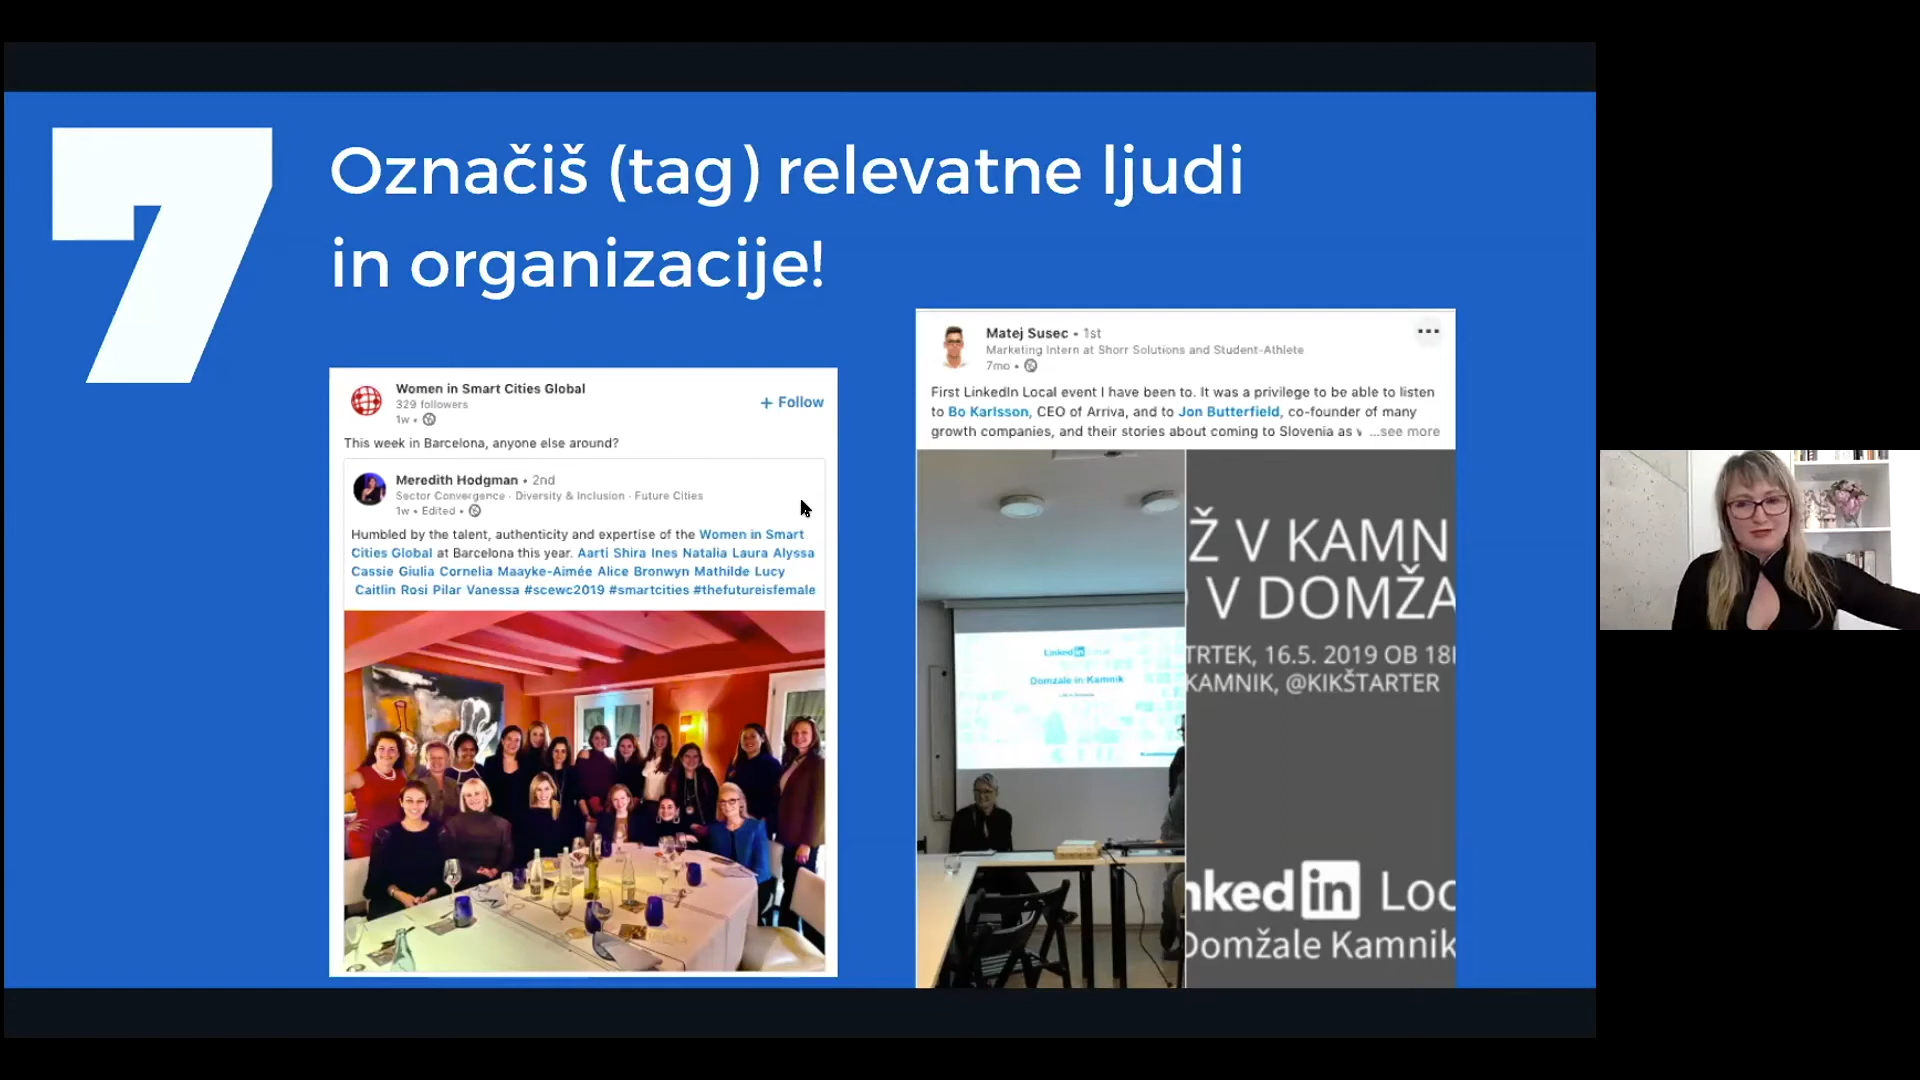 7
Označiš (tag) relevatne ljudi
in organizacije!
Women in Smart Cities Global
329 followers
1w •
+ Follow
This week in Barcelona, anyone else around?
Meredith Hodgman • 2nd
Sector Convergence · Diversity & Inclusion · Future Cities
1w • Edited •
Humbled by the talent, authenticity and expertise of the Women in Smart
Cities Global at Barcelona this year. Aarti Shira Ines Natalia Laura Alyssa
Cassie Giulia Cornelia Maayke-Aimée Alice Bronwyn Mathilde Lucy
Caitlin Rosi Pilar Vanessa #scewc2019 #smartcities #thefutureisfemale
Matej Susec • 1st
Marketing Intern at Shorr Solutions and Student-Athlete
7mo •
First LinkedIn Local event I have been to. It was a privilege to be able to listen
to Bo Karlsson, CEO of Arriva, and to Jon Butterfield, co-founder of many
growth companies, and their stories about coming to Slovenia as v ...see more
Linkedin Local
Domzale in Kamnik
Ž V KAMN
V DOMŽA
TRTEK, 16.5. 2019 OB 18
KAMNIK, @KIKŠTARTER
nkedin Loc
Domžale Kamnik